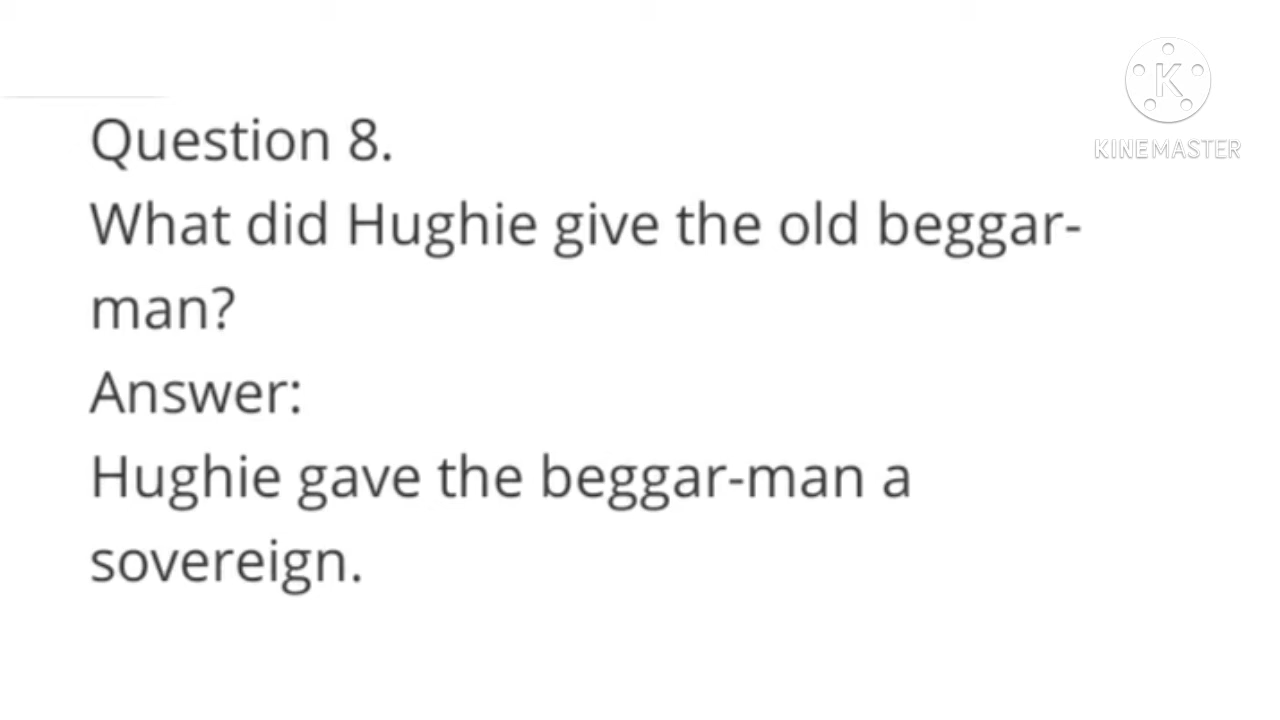 K
KINEMASTER
Question 8.
What did Hughie give the old beggar-
man?
Answer:
Hughie gave the beggar-man a
sovereign.